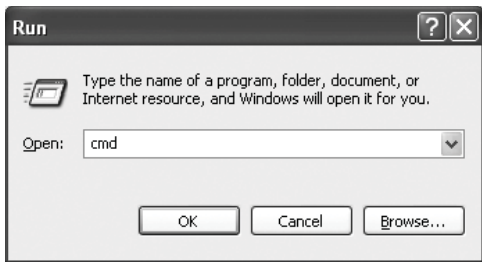 Run
Type the name of a program, folder, document, or
Internet resource, and Windows will open it for you.
Open: cmd
OK Cancel Browse...